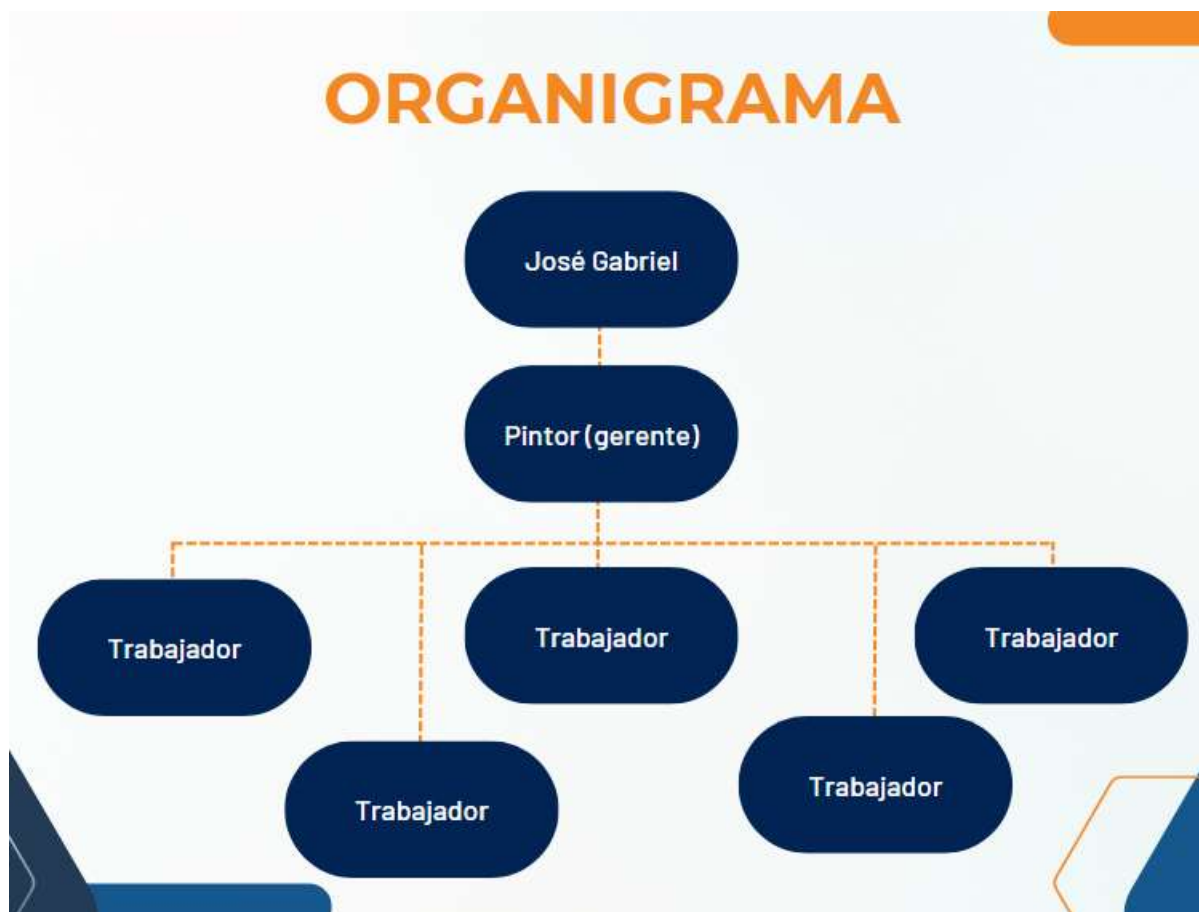 ORGANIGRAMA
José Gabriel
Pintor (gerente)
Trabajador
Trabajador
Trabajador
Trabajador
Trabajador